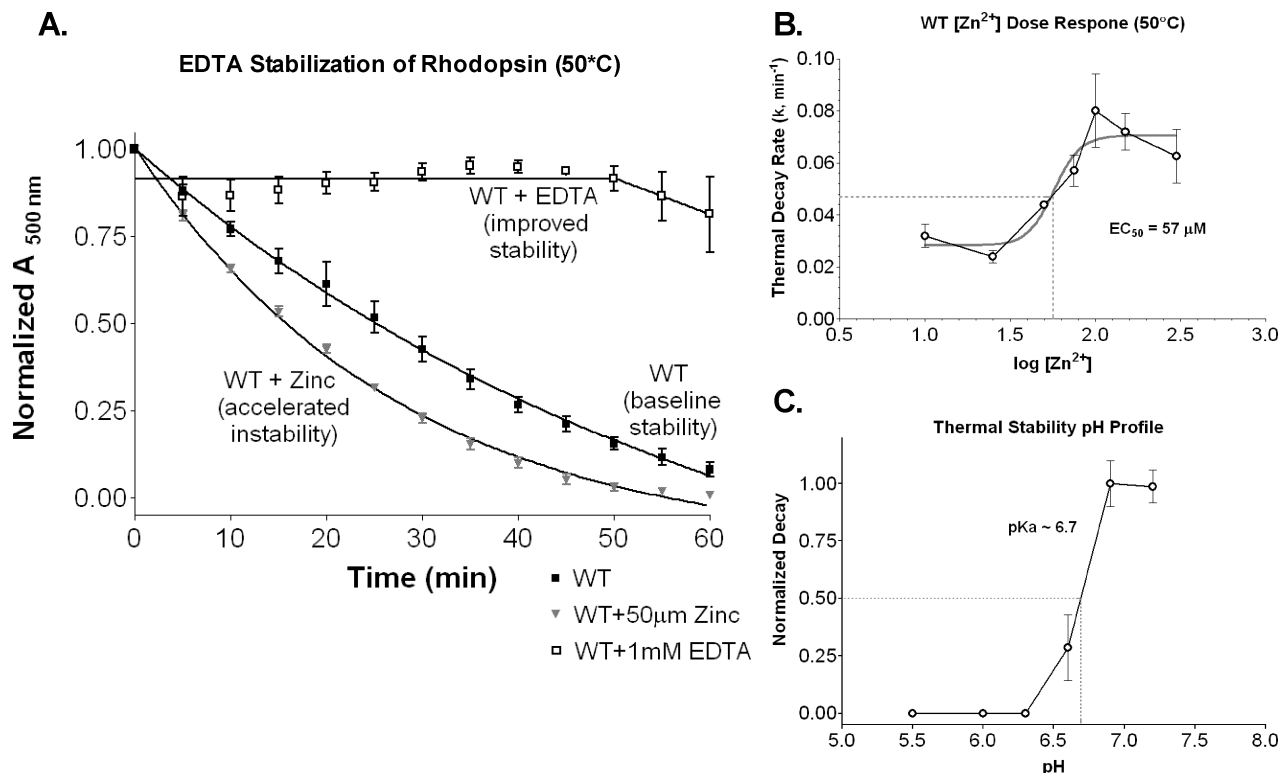 A.
EDTA Stabilization of Rhodopsin (50*C)
Normalized A 500 nm
1.00
0.75
0.50
0.25
0.00
WT + EDTA
(improved
stability)
WT + Zinc
(accelerated
instability)
WT
(baseline
stability)
0 10 20 30 40 50 60
Time (min)
WT
WT+50μm Zinc
WT+1mM EDTA
B.
WT [Zn²⁺] Dose Respone (50°C)
Thermal Decay Rate (k, min⁻¹)
0.10
0.08
0.06
0.04
0.02
0.00
EC₅₀ = 57 μM
0.5 1.0 1.5 2.0 2.5 3.0
log [Zn²⁺]
C.
Thermal Stability pH Profile
Normalized Decay
1.00
0.75
0.50
0.25
0.00
pKa ~ 6.7
5.0 5.5 6.0 6.5 7.0 7.5 8.0
pH